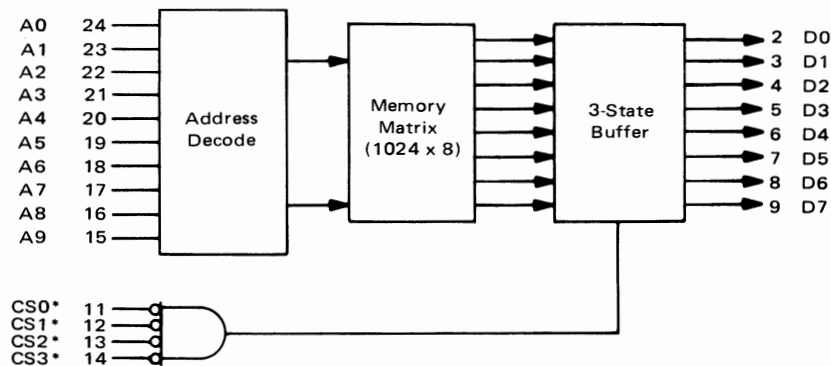 A0 24
A1 23
A2 22
A3 21
A4 20
A5 19
A6 18
A7 17
A8 16
A9 15
Address
Decode
Memory
Matrix
(1024 x 8)
3-State
Buffer
2 D0
3 D1
4 D2
5 D3
6 D4
7 D5
8 D6
9 D7
CS0* 11
CS1* 12
CS2* 13
CS3* 14